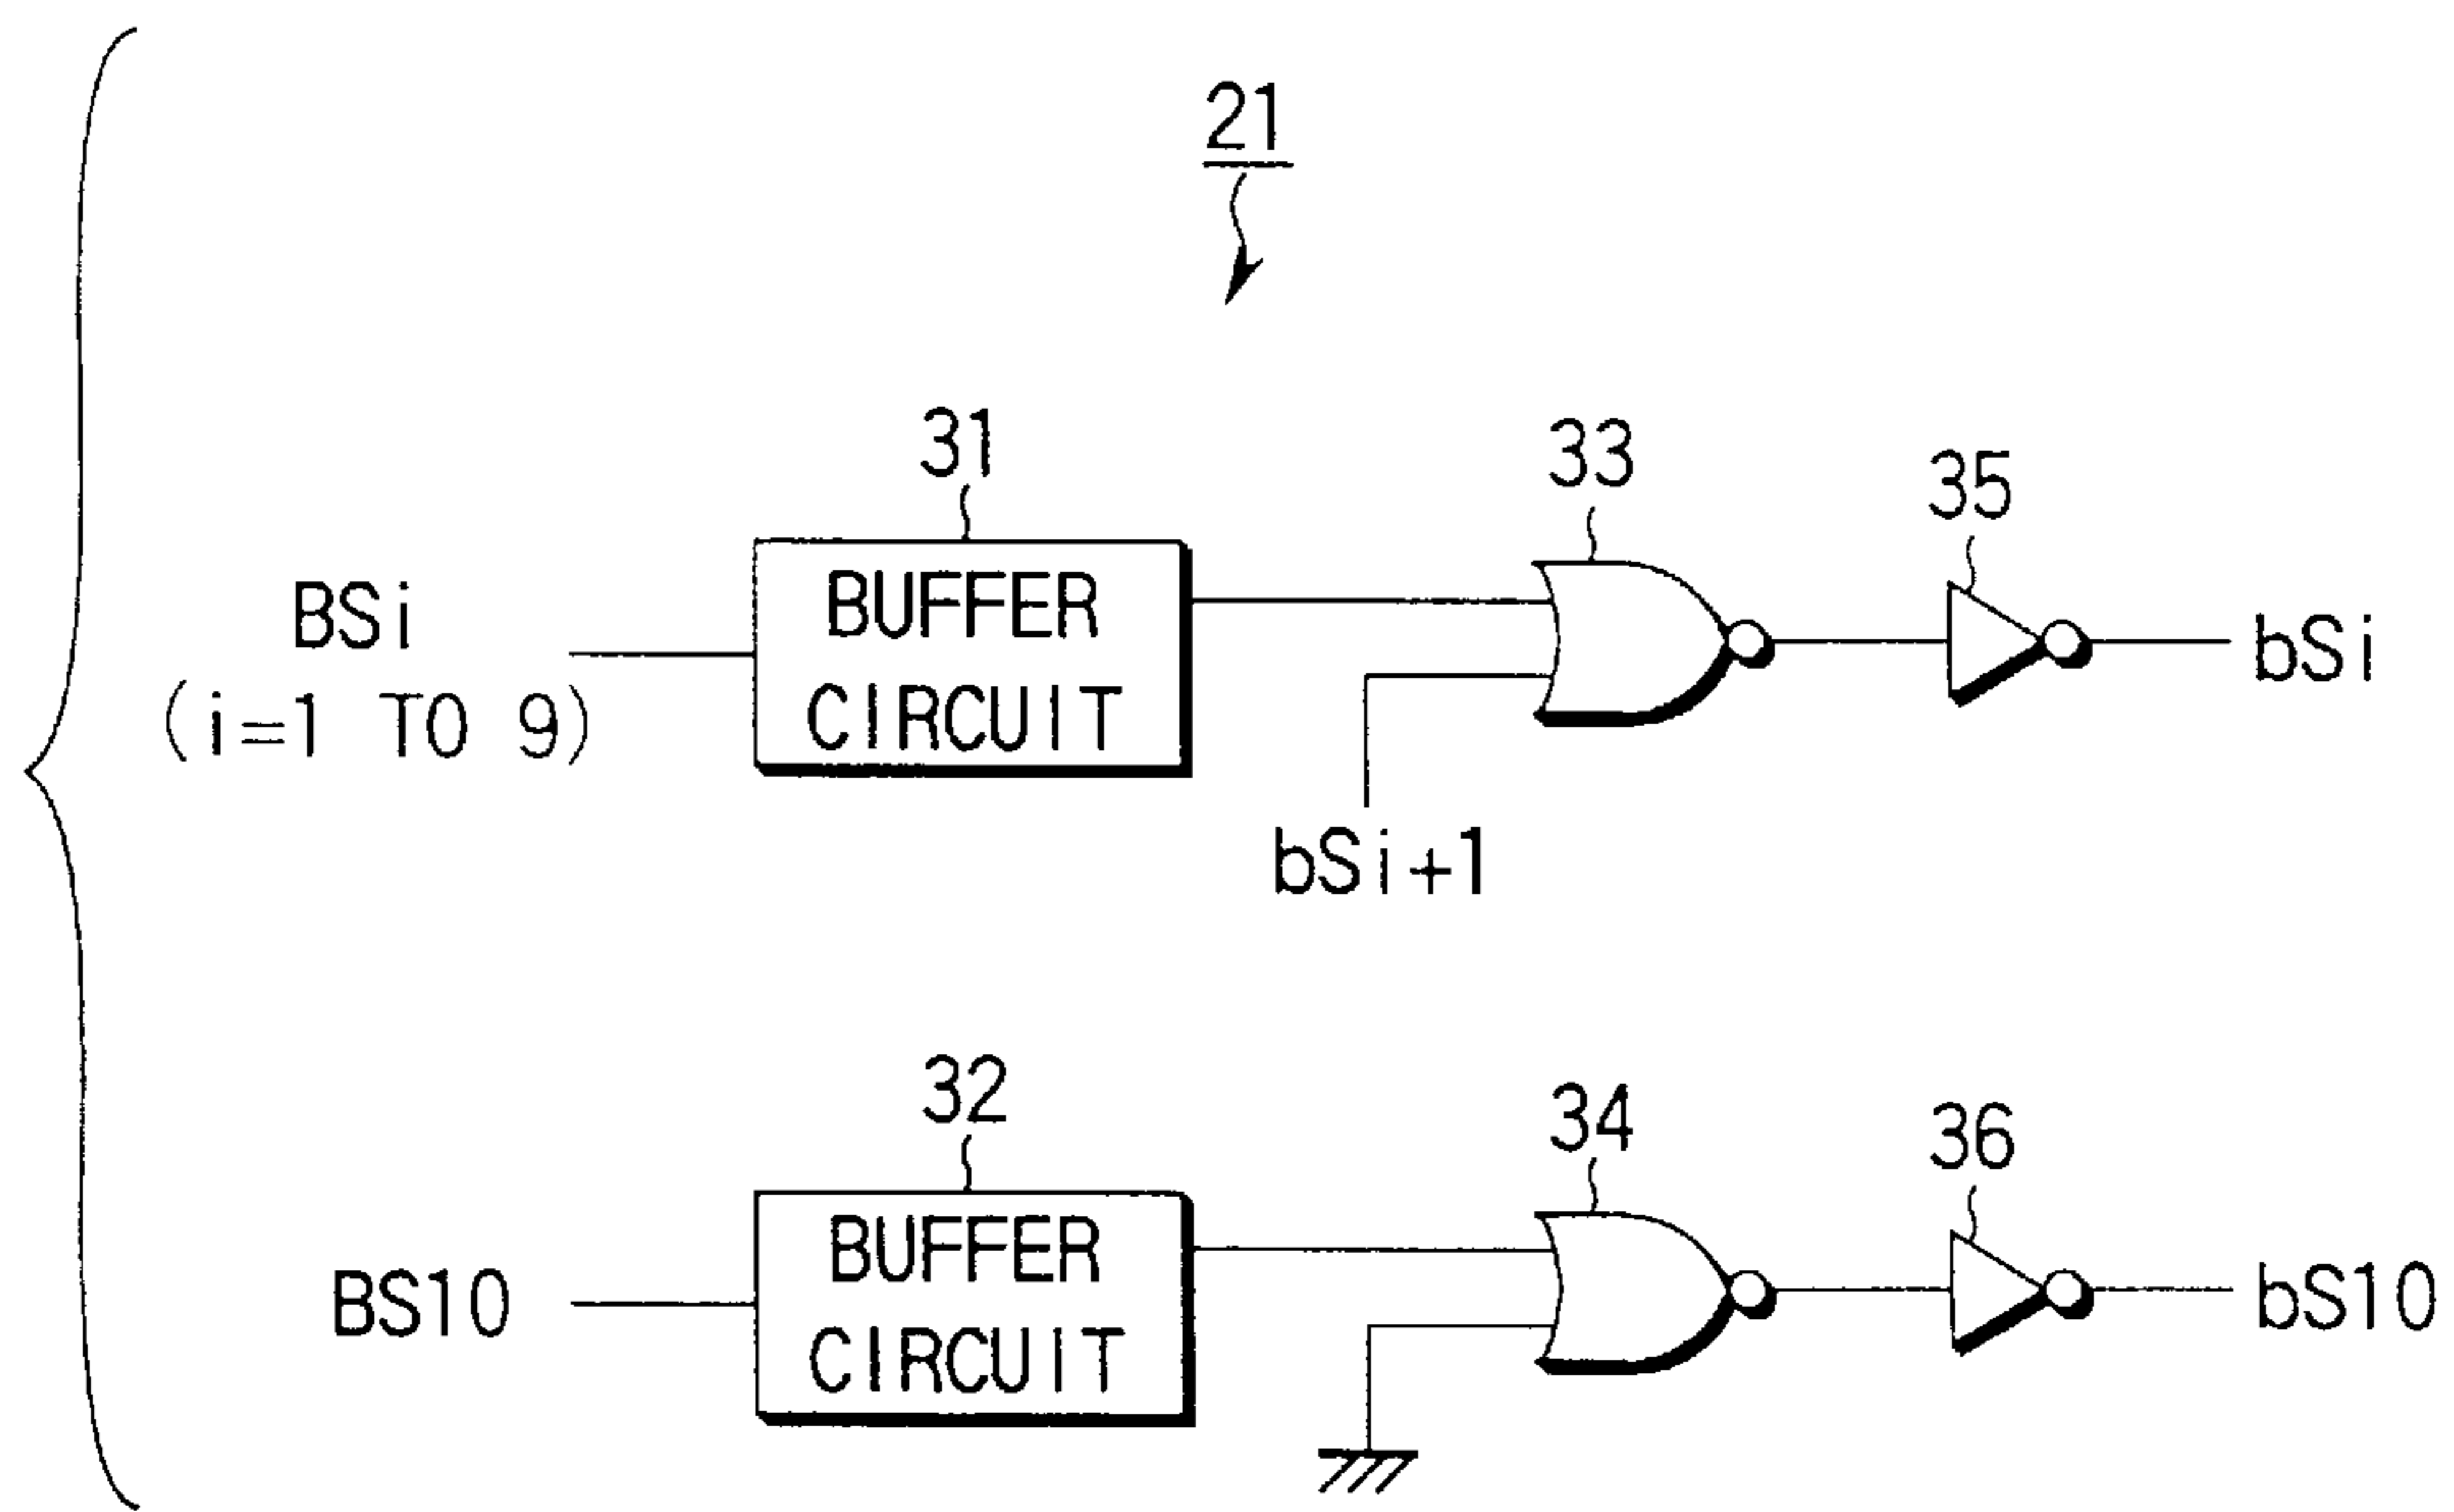 21
31
33
35
BSi
(i=1 TO 9)
BUFFER
CIRCUIT
bSi
bSi+1
32
34
36
BS10
BUFFER
CIRCUIT
bS10